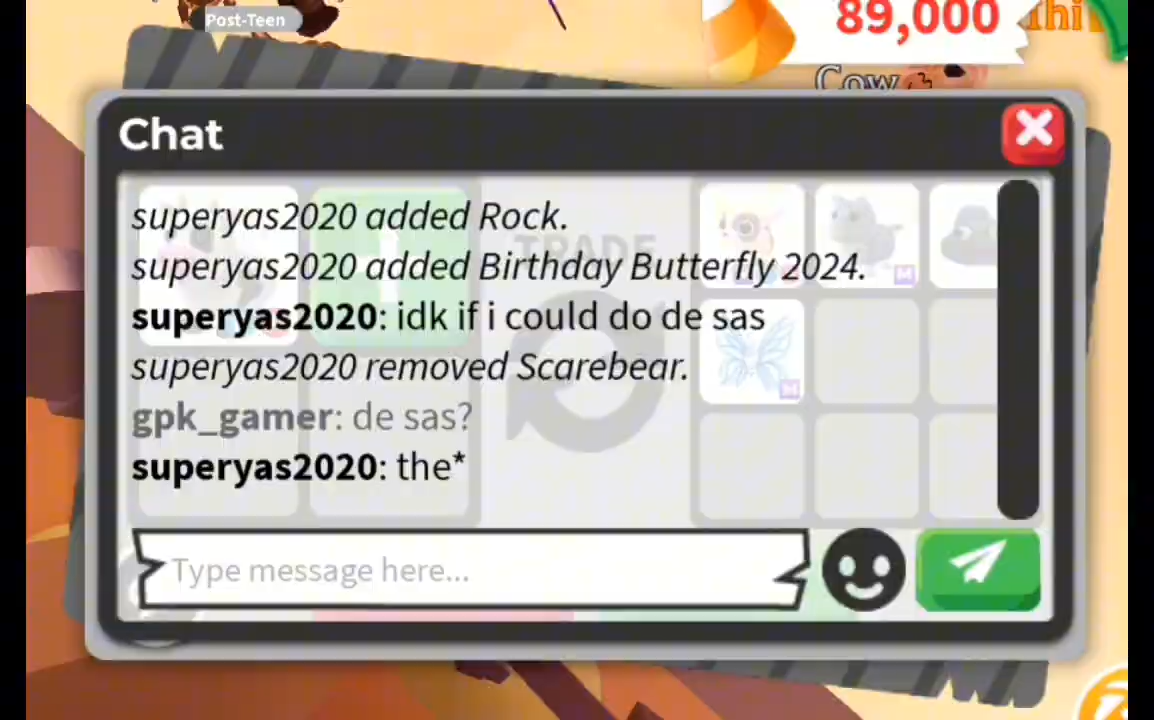 Post-Teen
89,000
Cow
Chat
superyas2020 added Rock.
TRADE
superyas2020 added Birthday Butterfly 2024.
superyas2020: idk if i could do de sas
superyas2020 removed Scarebear.
M
M
gpk_gamer: de sas?
superyas2020: the*
Type message here...